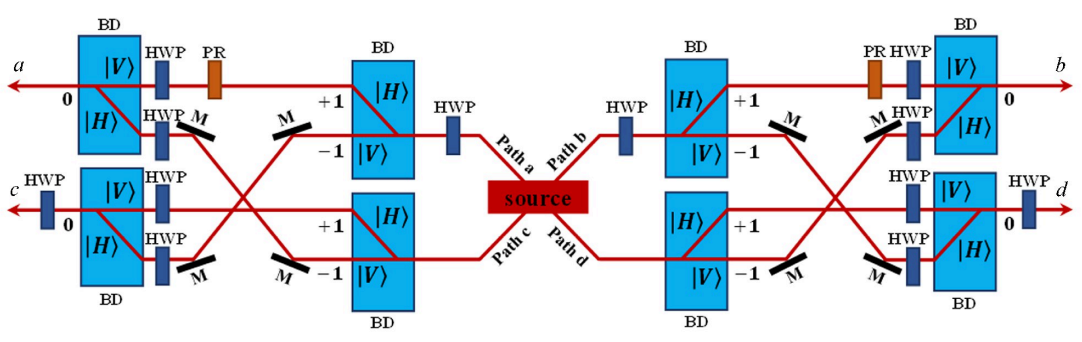 BD
HWP PR
a
|V⟩
0
|H⟩
HWP
M
M
BD
+1
|H⟩
−1
|V⟩
HWP
Path a
Path b
HWP
BD
|H⟩
+1
−1
|V⟩
M
M
PR HWP
BD
b
|V⟩
0
|H⟩
HWP
source
HWP
c
BD
|V⟩
0
|H⟩
HWP
HWP
M
M
BD
+1
|H⟩
−1
|V⟩
BD
Path c
Path d
|H⟩
+1
−1
|V⟩
BD
M
M
HWP
HWP
|V⟩
0
|H⟩
BD
HWP
d